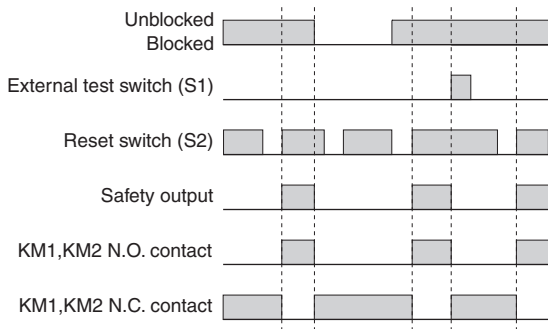 Unblocked
Blocked
External test switch (S1)
Reset switch (S2)
Safety output
KM1,KM2 N.O. contact
KM1,KM2 N.C. contact